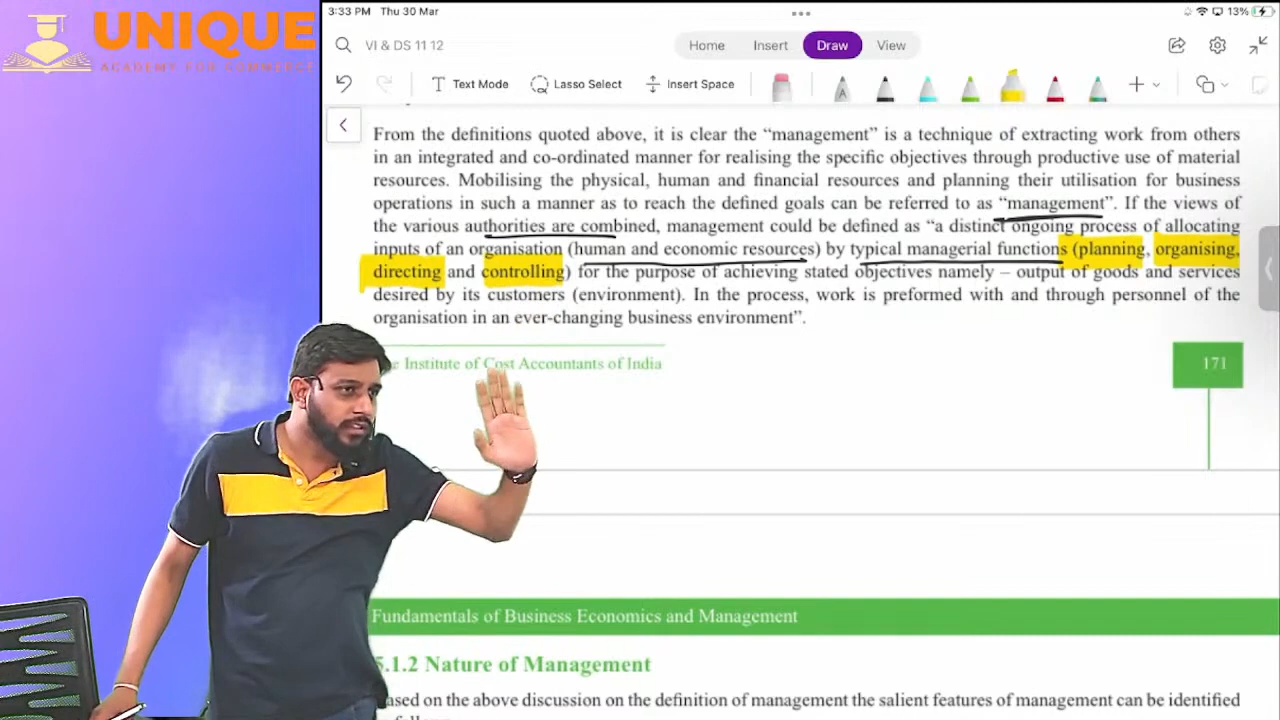 UNIQUE
ACADEMY FOR COMMERCE
3:33 PM Thu 30 Mar
13%
VI & DS 11 12
Home Insert Draw View
Text Mode Lasso Select Insert Space
From the definitions quoted above, it is clear the “management” is a technique of extracting work from others
in an integrated and co-ordinated manner for realising the specific objectives through productive use of material
resources. Mobilising the physical, human and financial resources and planning their utilisation for business
operations in such a manner as to reach the defined goals can be referred to as “management”. If the views of
the various authorities are combined, management could be defined as “a distinct ongoing process of allocating
inputs of an organisation (human and economic resources) by typical managerial functions (planning, organising,
directing and controlling) for the purpose of achieving stated objectives namely – output of goods and services
desired by its customers (environment). In the process, work is preformed with and through personnel of the
organisation in an ever-changing business environment”.
Institute of Cost Accountants of India
171
Fundamentals of Business Economics and Management
5.1.2 Nature of Management
ased on the above discussion on the definition of management the salient features of management can be identified